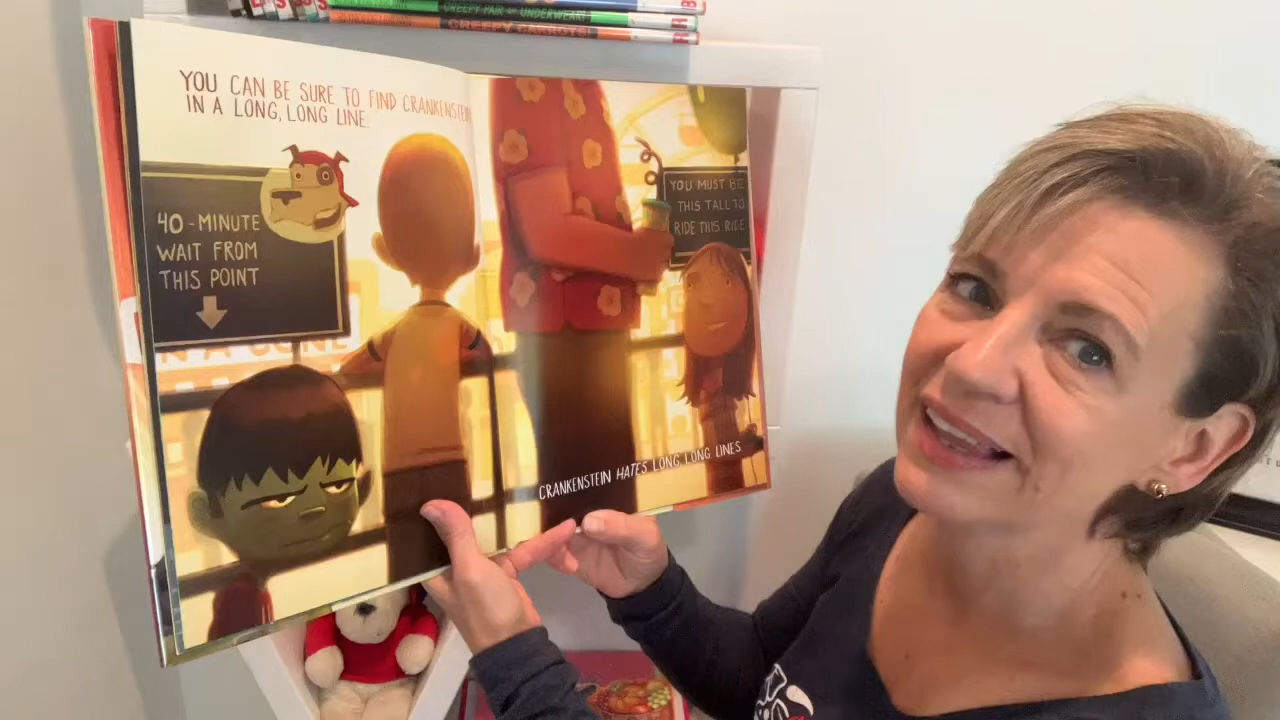 CREEPY PAIR OF UNDERWEAR!
CREEPY CARROTS!
YOU CAN BE SURE TO FIND CRANKENSTEIN
IN A LONG, LONG LINE.
40-MINUTE
WAIT FROM
THIS POINT
YOU MUST BE
THIS TALL TO
RIDE THIS RIDE
CRANKENSTEIN HATES LONG, LONG LINES.